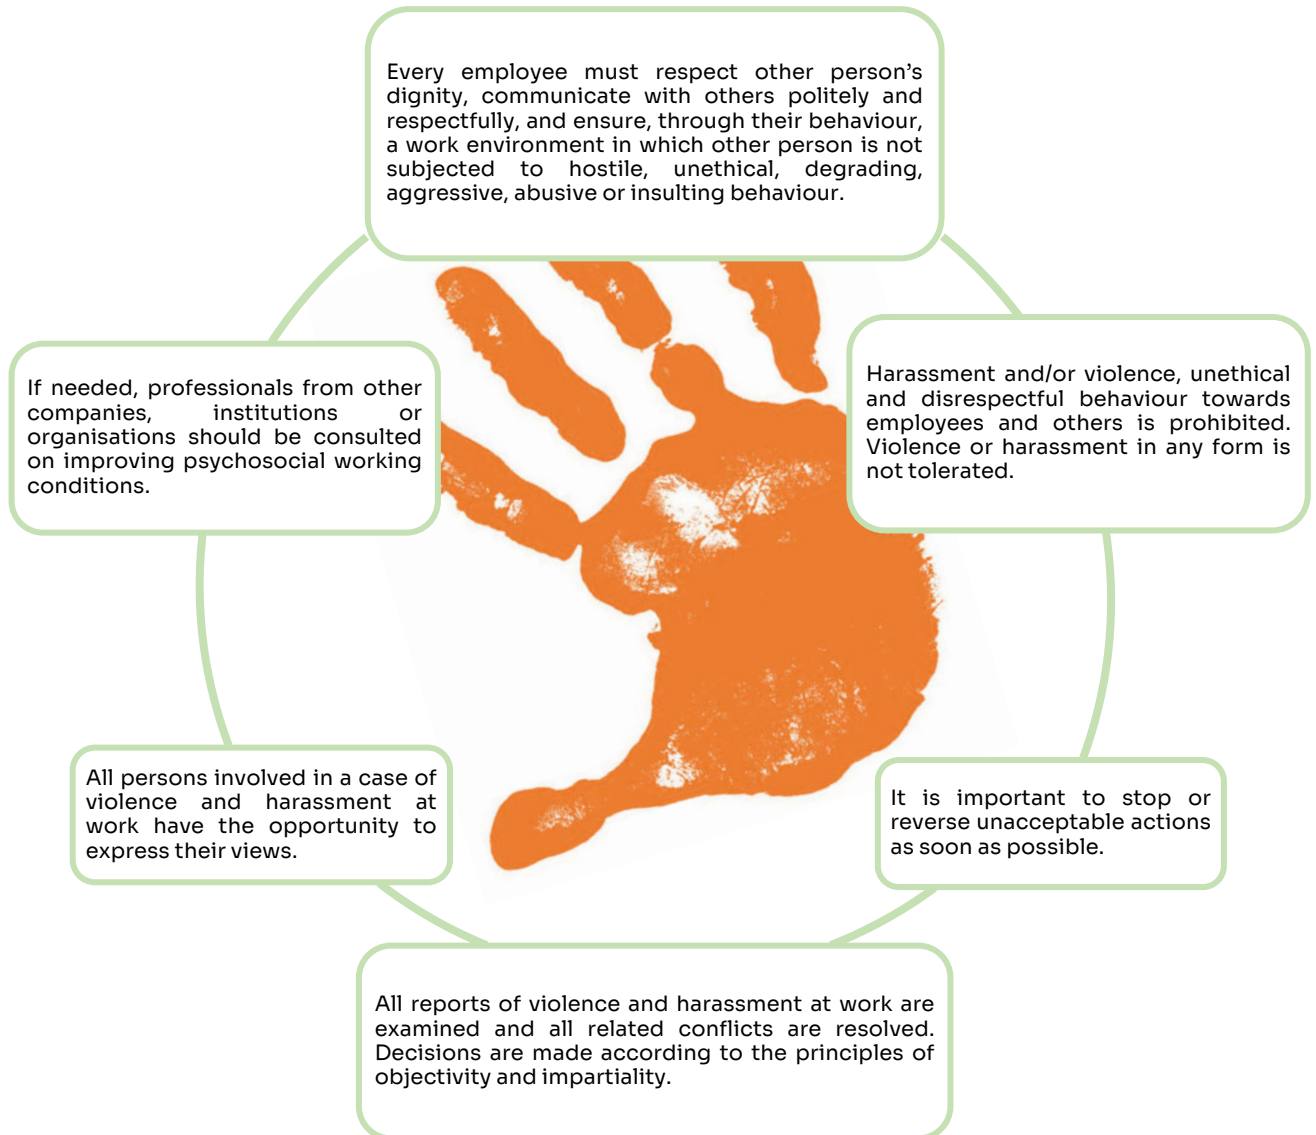 Every employee must respect other person's
dignity, communicate with others politely and
respectfully, and ensure, through their behaviour,
a work environment in which other person is not
subjected to hostile, unethical, degrading,
aggressive, abusive or insulting behaviour.
Harassment and/or violence, unethical
and disrespectful behaviour towards
employees and others is prohibited.
Violence or harassment in any form is
not tolerated.
It is important to stop or
reverse unacceptable actions
as soon as possible.
All reports of violence and harassment at work are
examined and all related conflicts are resolved.
Decisions are made according to the principles of
objectivity and impartiality.
All persons involved in a case of
violence and harassment at
work have the opportunity to
express their views.
If needed, professionals from other
companies, institutions or
organisations should be consulted
on improving psychosocial working
conditions.